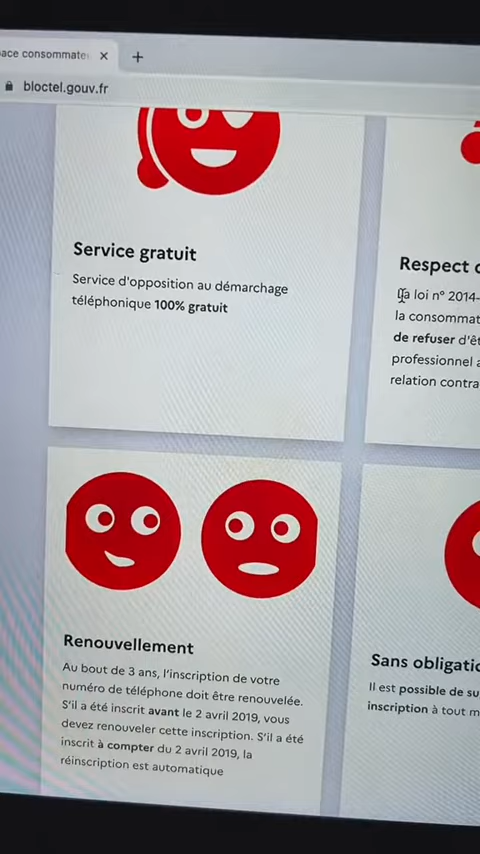 ace consommate
bloctel.gouv.fr
Service gratuit
Service d'opposition au démarchage
téléphonique 100% gratuit
Respect
La loi n° 2014-
la consommat
de refuser d'êt
professionnel a
relation contra
Renouvellement
Au bout de 3 ans, l'inscription de votre
numéro de téléphone doit être renouvelée.
S'il a été inscrit avant le 2 avril 2019, vous
devez renouveler cette inscription. S'il a été
inscrit à compter du 2 avril 2019, la
réinscription est automatique
Sans obligatio
Il est possible de su
inscription à tout m